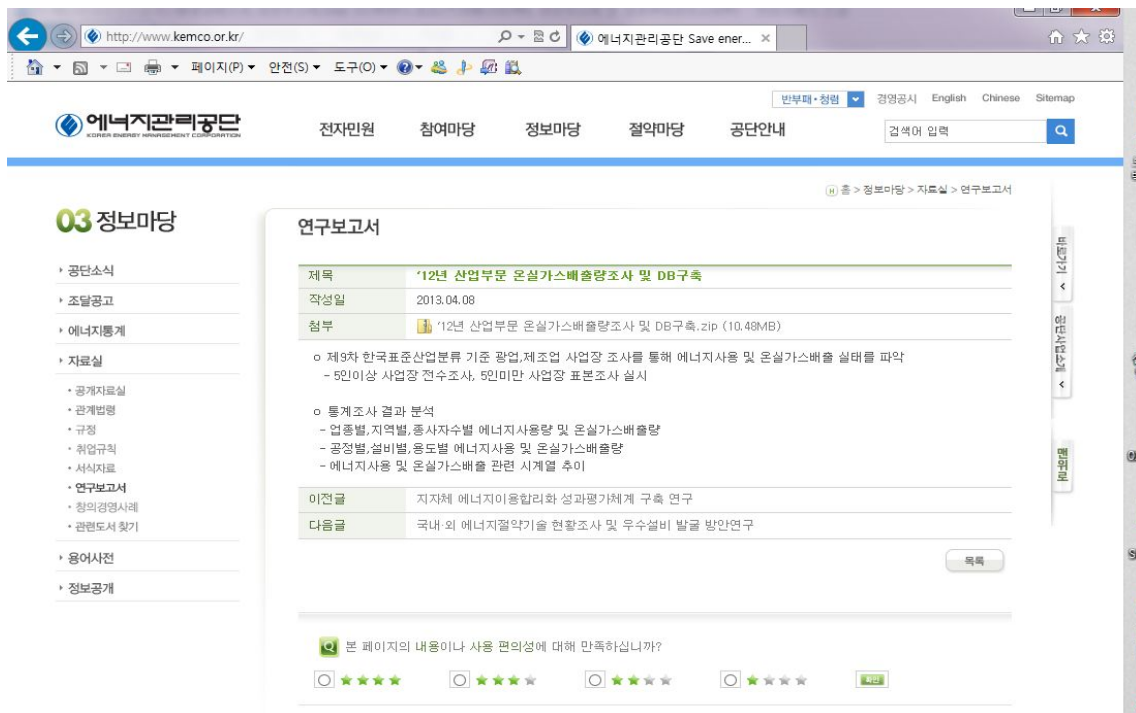 http://www.kemco.or.kr/
에너지관리공단 Save ener...
페이지(P) 안전(S) 도구(O)
반부패·청렴 경영공시 English Chinese Sitemap
에너지관리공단
KOREA ENERGY MANAGEMENT CORPORATION
전자민원 참여마당 정보마당 절약마당 공단안내
검색어 입력
홈 > 정보마당 > 자료실 > 연구보고서
03 정보마당
공단소식
조달공고
에너지통계
자료실
공개자료실
관계법령
규정
취업규칙
서식자료
연구보고서
창의경영사례
관련도서 찾기
용어사전
정보공개
연구보고서
제목 '12년 산업부문 온실가스배출량조사 및 DB구축
작성일 2013.04.08
첨부 '12년 산업부문 온실가스배출량조사 및 DB구축.zip (10.48MB)
o 제9차 한국표준산업분류 기준 광업,제조업 사업장 조사를 통해 에너지사용 및 온실가스배출 실태를 파악
- 5인이상 사업장 전수조사, 5인미만 사업장 표본조사 실시
o 통계조사 결과 분석
- 업종별,지역별,종사자수별 에너지사용량 및 온실가스배출량
- 공정별,설비별,용도별 에너지사용 및 온실가스배출량
- 에너지사용 및 온실가스배출 관련 시계열 추이
이전글 지자체 에너지이용합리화 성과평가체계 구축 연구
다음글 국내·외 에너지절약기술 현황조사 및 우수설비 발굴 방안연구
목록
본 페이지의 내용이나 사용 편의성에 대해 만족하십니까?
확인
바로가기
공단사업소개
맨위로